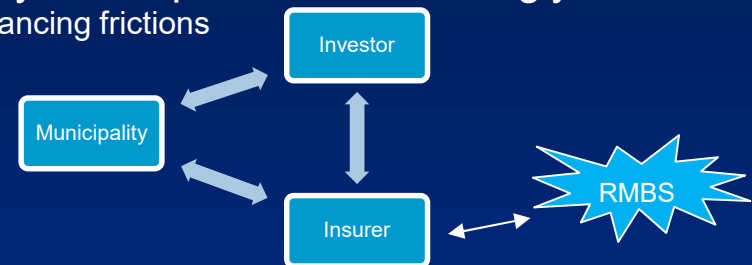 ancing frictions
Investor
Municipality
RMBS
Insurer